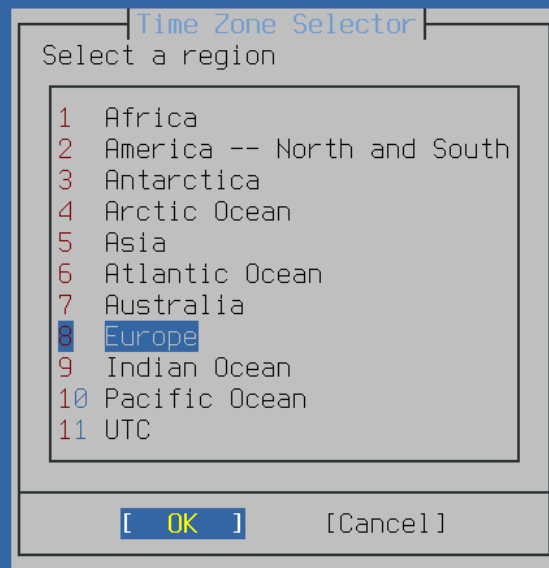 Time Zone Selector
Select a region
1 Africa
2 America -- North and South
3 Antarctica
4 Arctic Ocean
5 Asia
6 Atlantic Ocean
7 Australia
8 Europe
9 Indian Ocean
10 Pacific Ocean
11 UTC
[ OK ] [Cancel]